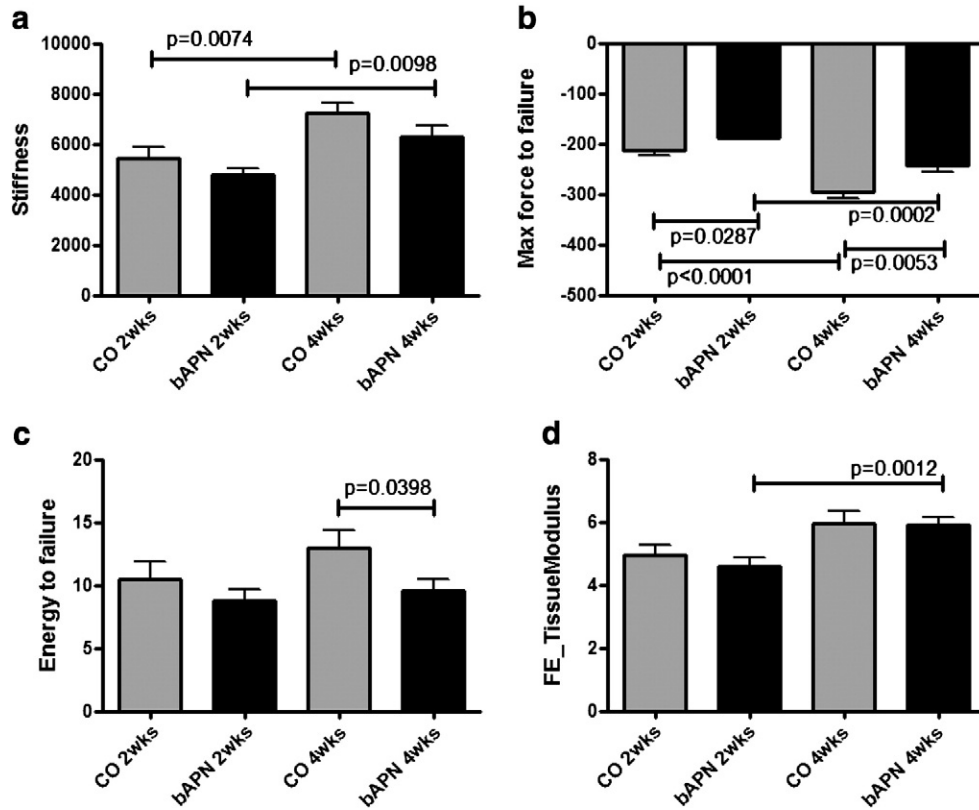 a
p=0.0074
p=0.0098
Stiffness
10000
8000
6000
4000
2000
0
CO 2wks
bAPN 2wks
CO 4wks
bAPN 4wks
b
Max force to failure
0
-100
-200
-300
-400
-500
p=0.0002
p=0.0287
p=0.0053
p<0.0001
CO 2wks
bAPN 2wks
CO 4wks
bAPN 4wks
c
p=0.0398
Energy to failure
20
15
10
5
0
CO 2wks
bAPN 2wks
CO 4wks
bAPN 4wks
d
p=0.0012
FE_TissueModulus
8
6
4
2
0
CO 2wks
bAPN 2wks
CO 4wks
bAPN 4wks